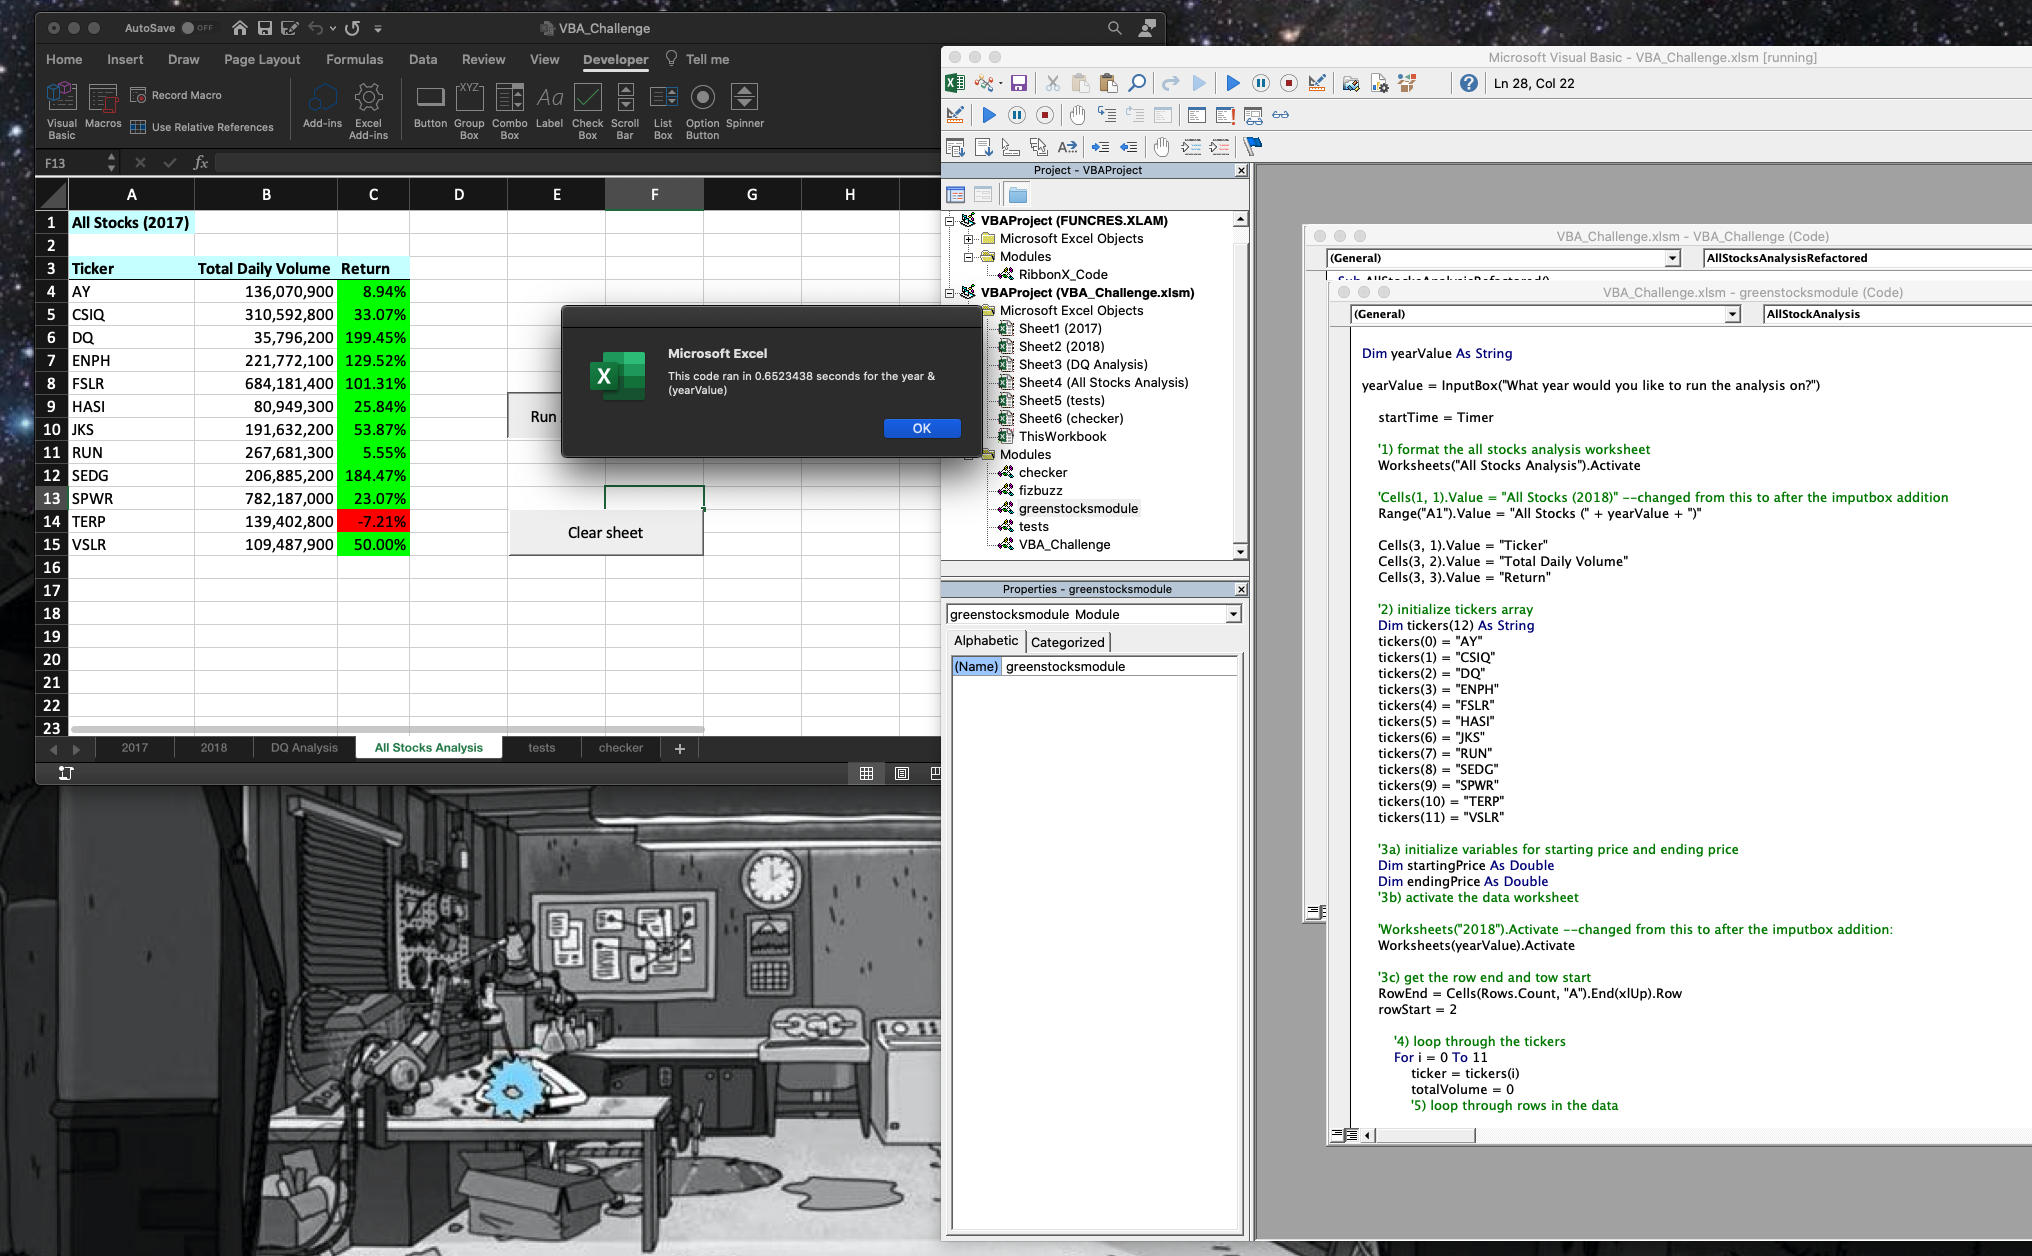 AutoSave OFF
VBA_Challenge
Home Insert Draw Page Layout Formulas Data Review View Developer Tell me
Visual Basic
Macros
Record Macro
Use Relative References
Add-ins
Excel Add-ins
Button
Group Box
Combo Box
Label
Check Box
Scroll Bar
List Box
Option Button
Spinner
F13
fx
A B C D E F G H
1 All Stocks (2017)
2
3 Ticker Total Daily Volume Return
4 AY 136,070,900 8.94%
5 CSIQ 310,592,800 33.07%
6 DQ 35,796,200 199.45%
7 ENPH 221,772,100 129.52%
8 FSLR 684,181,400 101.31%
9 HASI 80,949,300 25.84%
10 JKS 191,632,200 53.87%
11 RUN 267,681,300 5.55%
12 SEDG 206,885,200 184.47%
13 SPWR 782,187,000 23.07%
14 TERP 139,402,800 -7.21%
15 VSLR 109,487,900 50.00%
16
17
18
19
20
21
22
23
Run
Clear sheet
2017 2018 DQ Analysis All Stocks Analysis tests checker +
Microsoft Excel
This code ran in 0.6523438 seconds for the year &
(yearValue)
OK
Microsoft Visual Basic - VBA_Challenge.xlsm [running]
Ln 28, Col 22
Project - VBAProject
VBAProject (FUNCRES.XLAM)
Microsoft Excel Objects
Modules
RibbonX_Code
VBAProject (VBA_Challenge.xlsm)
Microsoft Excel Objects
Sheet1 (2017)
Sheet2 (2018)
Sheet3 (DQ Analysis)
Sheet4 (All Stocks Analysis)
Sheet5 (tests)
Sheet6 (checker)
ThisWorkbook
Modules
checker
fizbuzz
greenstocksmodule
tests
VBA_Challenge
Properties - greenstocksmodule
greenstocksmodule Module
Alphabetic Categorized
(Name) greenstocksmodule
VBA_Challenge.xlsm - VBA_Challenge (Code)
(General) AllStocksAnalysisRefactored
Sub AllStocksAnalysisRefactored()
VBA_Challenge.xlsm - greenstocksmodule (Code)
(General) AllStockAnalysis
Dim yearValue As String
yearValue = InputBox("What year would you like to run the analysis on?")
startTime = Timer
'1) format the all stocks analysis worksheet
Worksheets("All Stocks Analysis").Activate
'Cells(1, 1).Value = "All Stocks (2018)" --changed from this to after the imputbox addition
Range("A1").Value = "All Stocks (" + yearValue + ")"
Cells(3, 1).Value = "Ticker"
Cells(3, 2).Value = "Total Daily Volume"
Cells(3, 3).Value = "Return"
'2) initialize tickers array
Dim tickers(12) As String
tickers(0) = "AY"
tickers(1) = "CSIQ"
tickers(2) = "DQ"
tickers(3) = "ENPH"
tickers(4) = "FSLR"
tickers(5) = "HASI"
tickers(6) = "JKS"
tickers(7) = "RUN"
tickers(8) = "SEDG"
tickers(9) = "SPWR"
tickers(10) = "TERP"
tickers(11) = "VSLR"
'3a) initialize variables for starting price and ending price
Dim startingPrice As Double
Dim endingPrice As Double
'3b) activate the data worksheet
'Worksheets("2018").Activate --changed from this to after the imputbox addition:
Worksheets(yearValue).Activate
'3c) get the row end and tow start
RowEnd = Cells(Rows.Count, "A").End(xlUp).Row
rowStart = 2
'4) loop through the tickers
For i = 0 To 11
ticker = tickers(i)
totalVolume = 0
'5) loop through rows in the data